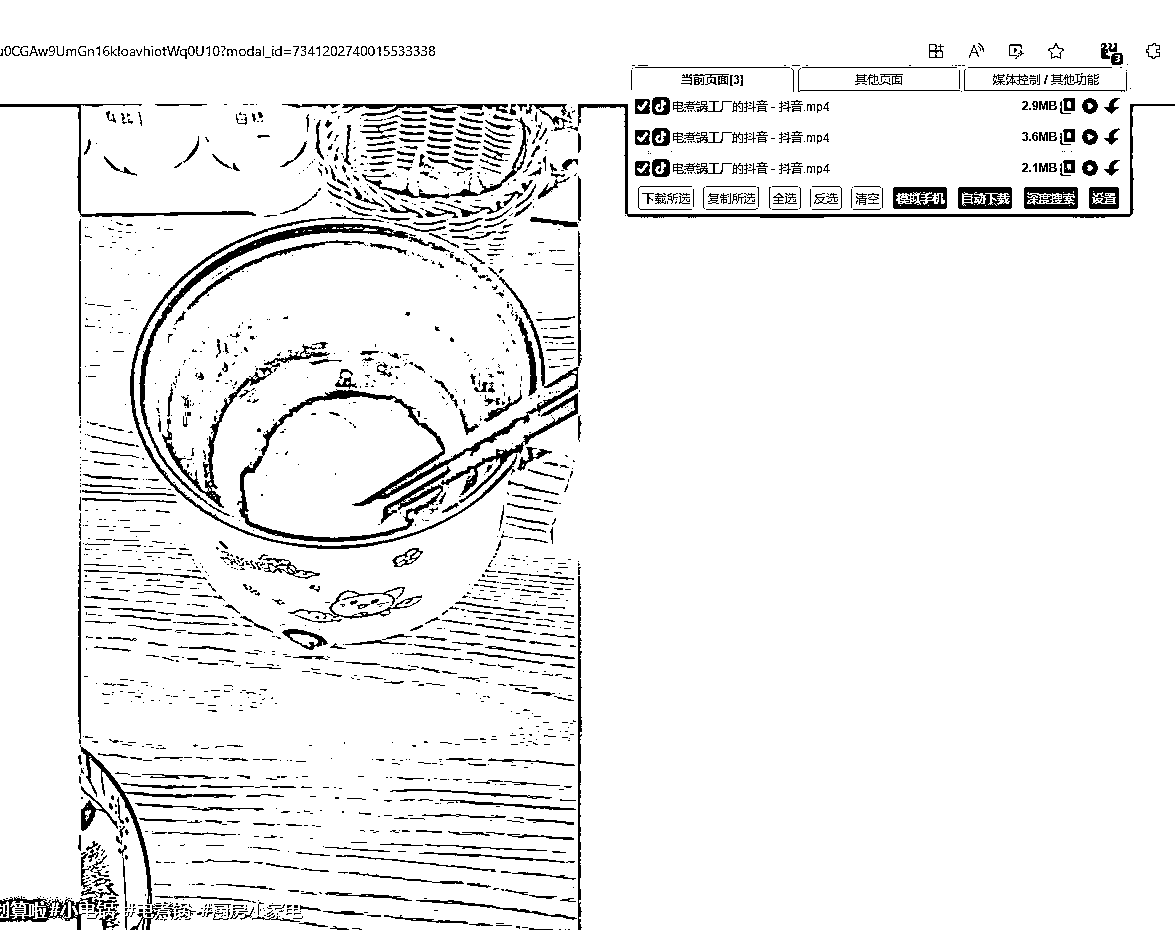 u0CGAw9UmGn16kloavhiotWq0U10?modal_id=7341202740015533338
3
当前页面[3]
其他页面
媒体控制 / 其他功能
电煮锅工厂的抖音 - 抖音.mp4
2.9MB
电煮锅工厂的抖音 - 抖音.mp4
3.6MB
电煮锅工厂的抖音 - 抖音.mp4
2.1MB
下载所选 复制所选 全选 反选 清空 模拟手机 自动下载 深度搜索 设置
划算啦#小电锅 #电煮锅 #厨房小家电